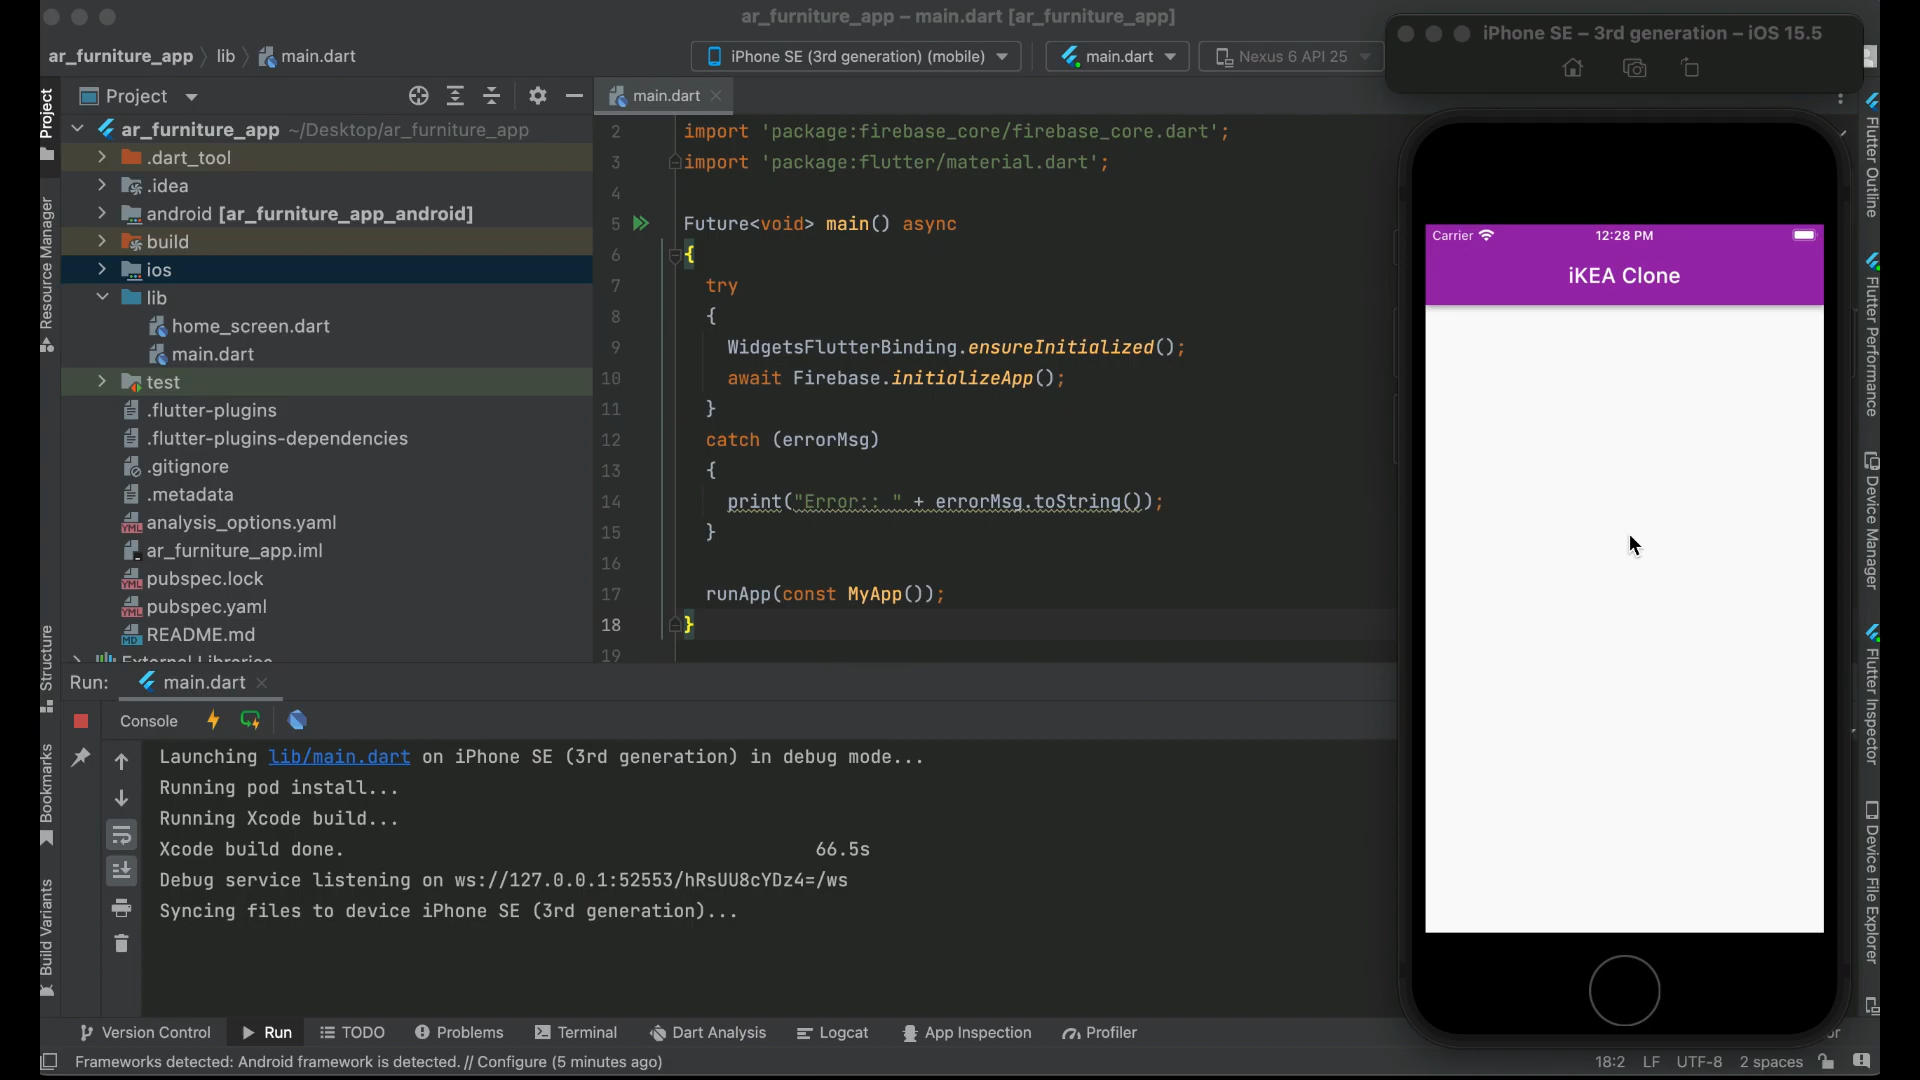 ar_furniture_app – main.dart [ar_furniture_app]
ar_furniture_app
lib
main.dart
iPhone SE (3rd generation) (mobile)
main.dart
Nexus 6 API 25
iPhone SE – 3rd generation – iOS 15.5
Project
main.dart
ar_furniture_app ~/Desktop/ar_furniture_app
.dart_tool
.idea
android [ar_furniture_app_android]
build
ios
lib
home_screen.dart
main.dart
test
.flutter-plugins
.flutter-plugins-dependencies
.gitignore
.metadata
analysis_options.yaml
ar_furniture_app.iml
pubspec.lock
pubspec.yaml
README.md
External Libraries
2 import 'package:firebase_core/firebase_core.dart';
3 import 'package:flutter/material.dart';
4
5 Future<void> main() async
6 {
7 try
8 {
9 WidgetsFlutterBinding.ensureInitialized();
10 await Firebase.initializeApp();
11 }
12 catch (errorMsg)
13 {
14 print("Error:: " + errorMsg.toString());
15 }
16
17 runApp(const MyApp());
18 }
19
Carrier
12:28 PM
iKEA Clone
Run:
main.dart
Console
Launching lib/main.dart on iPhone SE (3rd generation) in debug mode...
Running pod install...
Running Xcode build...
Xcode build done. 66.5s
Debug service listening on ws://127.0.0.1:52553/hRsUU8cYDz4=/ws
Syncing files to device iPhone SE (3rd generation)...
Project
Resource Manager
Structure
Bookmarks
Build Variants
Flutter Outline
Flutter Performance
Device Manager
Flutter Inspector
Device File Explorer
Version Control
Run
TODO
Problems
Terminal
Dart Analysis
Logcat
App Inspection
Profiler
Frameworks detected: Android framework is detected. // Configure (5 minutes ago)
18:2
LF
UTF-8
2 spaces